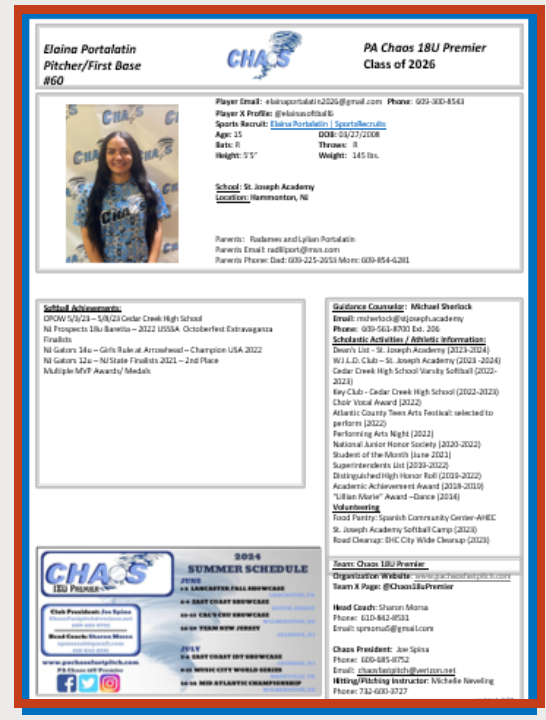 Elaina Portalatin
Pitcher/First Base
#60
CHAOS
PA Chaos 18U Premier
Class of 2026
Player Email: elainaportalatin2026@gmail.com Phone: 609-300-8543
Player X Profile: @elainasoftball6
Sports Recruit: Elaina Portalatin | SportsRecruits
Age: 15 DOB: 03/27/2008
Bats: R Throws: R
Height: 5'5" Weight: 145 lbs.
School: St. Joseph Academy
Location: Hammonton, NJ
Parents: Radames and Lylian Portalatin
Parents Email: radlilport@msn.com
Parents Phone: Dad: 609-225-2653 Mom: 609-854-6281
Softball Achievements:
OPOW 5/3/23 – 5/8/23 Cedar Creek High School
NJ Prospects 18u Baretta – 2022 USSSA Octoberfest Extravaganza
Finalists
NJ Gators 14u – Girls Rule at Arrowhead – Champion USA 2022
NJ Gators 12u – NJ State Finalists 2021 – 2nd Place
Multiple MVP Awards/ Medals
Guidance Counselor: Michael Sherlock
Email: msherlock@stjoseph.academy
Phone: 609-561-8700 Ext. 206
Scholastic Activities / Athletic Information:
Dean's List - St. Joseph Academy (2023-2024)
W.I.L.D. Club – St. Joseph Academy (2023 -2024)
Cedar Creek High School Varsity Softball (2022-
2023)
Key Club - Cedar Creek High School (2022-2023)
Choir Vocal Award (2022)
Atlantic County Teen Arts Festival: selected to
perform (2022)
Performing Arts Night (2022)
National Junior Honor Society (2020-2022)
Student of the Month (June 2021)
Superintendents List (2019-2022)
Distinguished High Honor Roll (2019-2022)
Academic Achievement Award (2018-2019)
"Lillian Marie" Award –Dance (2014)
Volunteering
Food Pantry: Spanish Community Center-AHEC
St. Joseph Academy Softball Camp (2023)
Road Cleanup: EHC City Wide Cleanup (2023)
CHAOS
18U PREMIER
Club President: Joe Spina
Head Coach: Sharon Morsa
www.pachaosfastpitch.com
PA Chaos 18U Premier
2024
SUMMER SCHEDULE
JUNE
LANCASTER FALL SHOWCASE
EAST COAST SHOWCASE
CAL'S CHU SHOWCASE
TEAM NEW JERSEY
JULY
EAST COAST IDT SHOWCASE
MUSIC CITY WORLD SERIES
MID ATLANTIC CHAMPIONSHIP
Team: Chaos 18U Premier
Organization Website: www.pachaosfastpitch.com
Team X Page: @Chaos18uPremier
Head Coach: Sharon Morsa
Phone: 610-842-8531
Email: spmorsa5@gmail.com
Chaos President: Joe Spina
Phone: 609-685-8752
Email: chaosfastpitch@verizon.net
Hitting/Pitching Instructor: Michelle Neveling
Phone: 732-600-3727